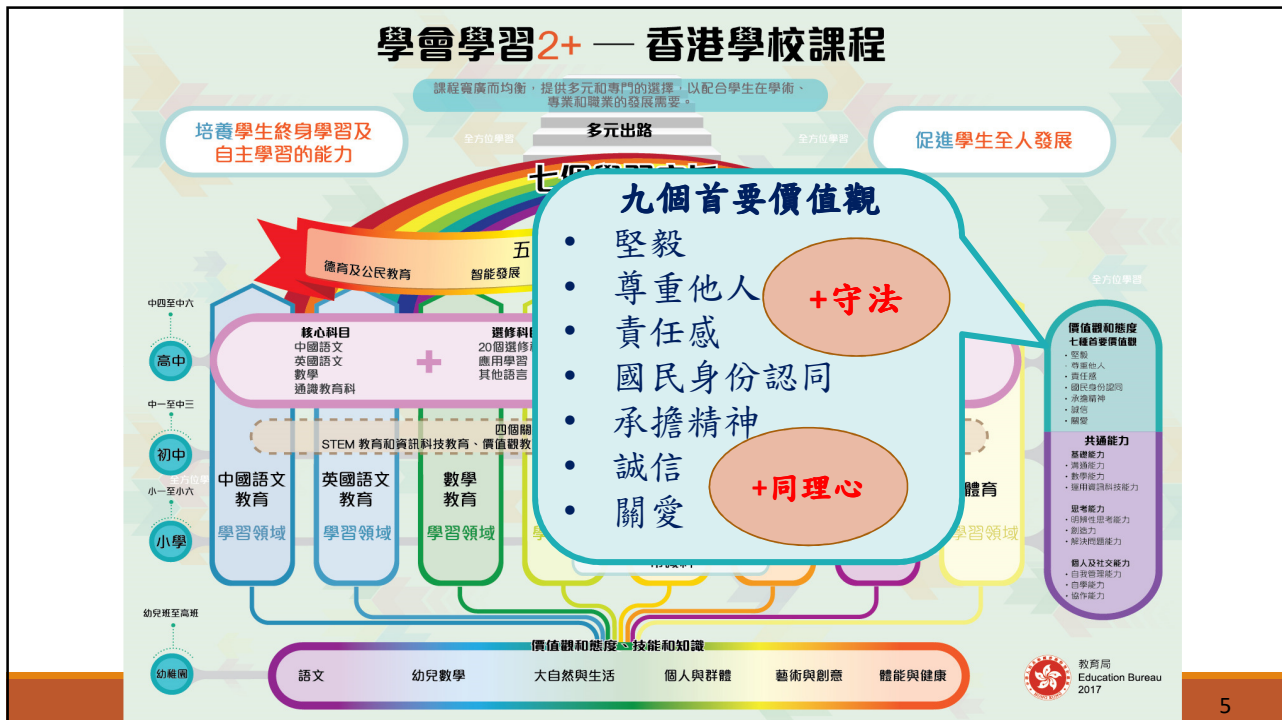 學會學習2+ — 香港學校課程
課程寬廣而均衡，提供多元和專門的選擇，以配合學生在學術、
專業和職業的發展需要。
培養學生終身學習及
自主學習的能力
全方位學習
多元出路
全方位學習
促進學生全人發展
七個學習
五
德育及公民教育
智能發展
九個首要價值觀
• 堅毅
• 尊重他人
• 責任感
• 國民身份認同
• 承擔精神
• 誠信
• 關愛
+守法
+同理心
全方位學習
中四至中六
高中
核心科目
中國語文
英國語文
數學
通識教育科
+
選修科
20個選修
應用學習
其他語言
中一至中三
初中
四個關
STEM 教育和資訊科技教育、價值觀教
小一至小六
小學
中國語文
教育
學習領域
英國語文
教育
學習領域
數學
教育
學習領域
體育
學習領域
價值觀和態度
七種首要價值觀
• 堅毅
• 尊重他人
• 責任感
• 國民身份認同
• 承擔精神
• 誠信
• 關愛
共通能力
基礎能力
• 溝通能力
• 數學能力
• 運用資訊科技能力
思考能力
• 明辨性思考能力
• 創造力
• 解決問題能力
個人及社交能力
• 自我管理能力
• 自學能力
• 協作能力
幼兒班至高班
幼稚園
價值觀和態度、技能和知識
語文
幼兒數學
大自然與生活
個人與群體
藝術與創意
體能與健康
教育局
Education Bureau
2017
5